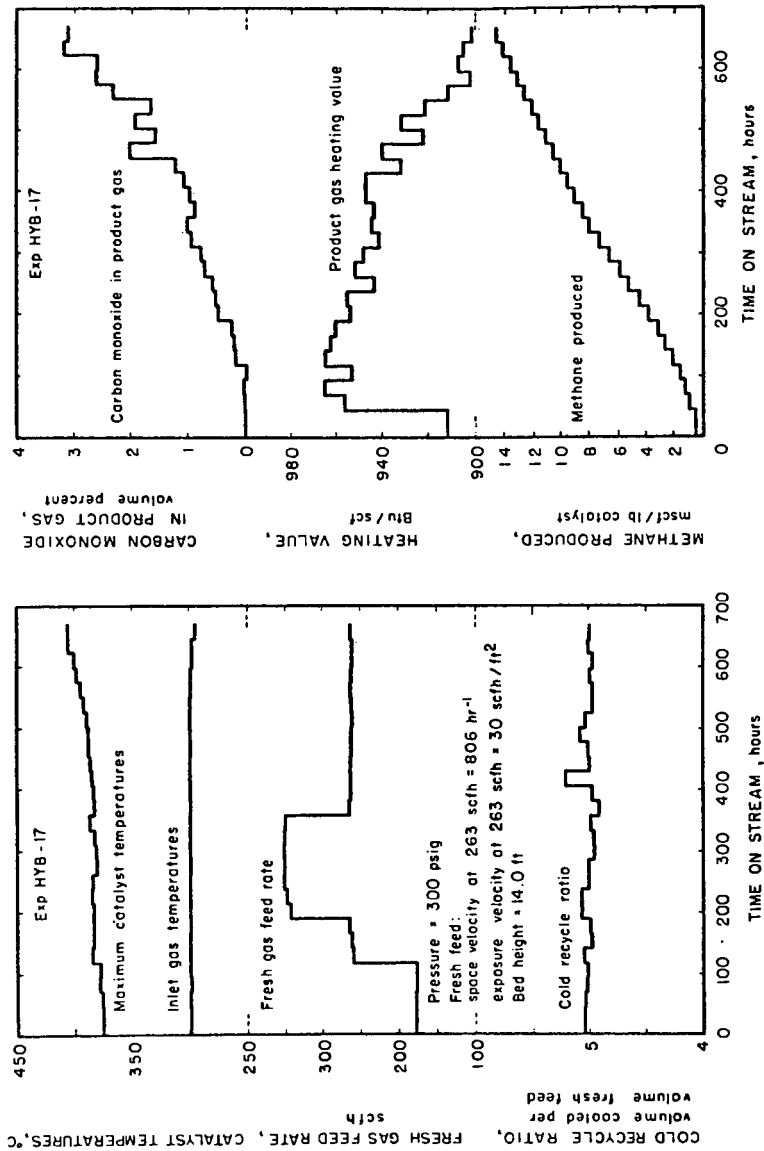 Exp HYB-17
CARBON MONOXIDE
IN PRODUCT GAS,
volume percent
4
3
2
1
0
Carbon monoxide in product gas
HEATING VALUE,
Btu/scf
980
940
900
Product gas heating value
METHANE PRODUCED,
mscf/lb catalyst
14
12
10
8
6
4
2
Methane produced
0
200
400
600
TIME ON STREAM, hours
Exp HYB-17
CATALYST TEMPERATURES, °C
450
350
250
Maximum catalyst temperatures
Inlet gas temperatures
FRESH GAS FEED RATE,
scfh
300
200
100
Fresh gas feed rate
Pressure = 300 psig
Fresh feed:
space velocity at 263 scfh = 806 hr-1
exposure velocity at 263 scfh = 30 scfh/ft2
Bed height = 14.0 ft
COLD RECYCLE RATIO,
volume cooled per
volume fresh feed
5
4
Cold recycle ratio
0
100
200
300
400
500
600
700
TIME ON STREAM, hours